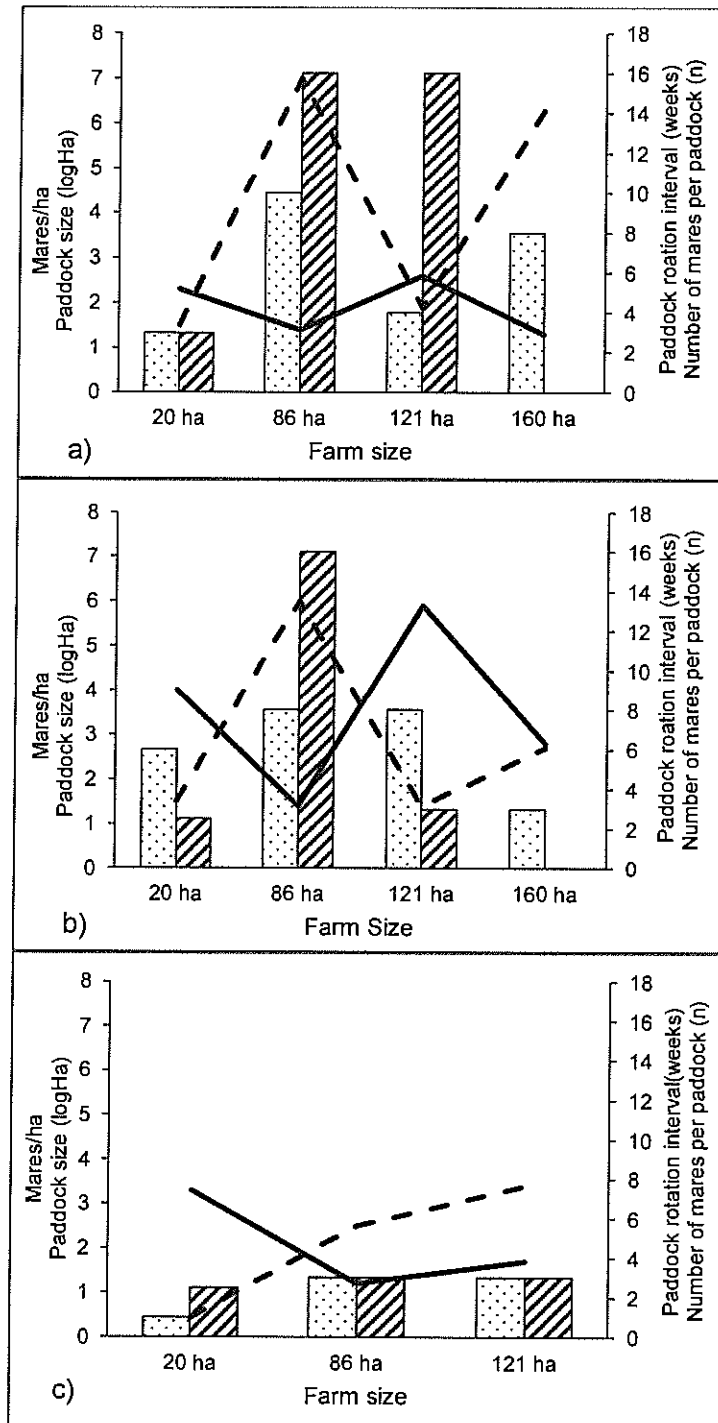 8
7
6
5
4
3
2
1
0
Mares/ha
Paddock size (logHa)
18
16
14
12
10
8
6
4
2
0
Paddock roation interval (weeks)
Number of mares per paddock (n)
20 ha
86 ha
121 ha
160 ha
Farm size
a)
8
7
6
5
4
3
2
1
0
Mares/ha
Paddock size (logHa)
18
16
14
12
10
8
6
4
2
0
Paddock roation interval (weeks)
Number of mares per paddock (n)
20 ha
86 ha
121 ha
160 ha
Farm Size
b)
8
7
6
5
4
3
2
1
0
Mares/ha
Paddock size (logHa)
18
16
14
12
10
8
6
4
2
0
Paddock rotation interval(weeks)
Number of mares per paddock (n)
20 ha
86 ha
121 ha
Farm size
c)